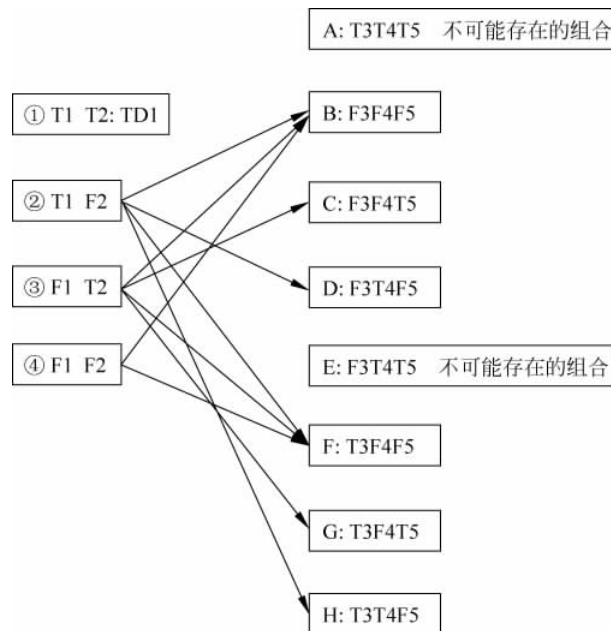 A: T3T4T5 不可能存在的组合
① T1 T2: TD1
B: F3F4F5
② T1 F2
C: F3F4T5
③ F1 T2
D: F3T4F5
④ F1 F2
E: F3T4T5 不可能存在的组合
F: T3F4F5
G: T3F4T5
H: T3T4F5